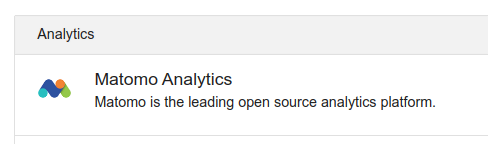 Analytics
Matomo Analytics
Matomo is the leading open source analytics platform.